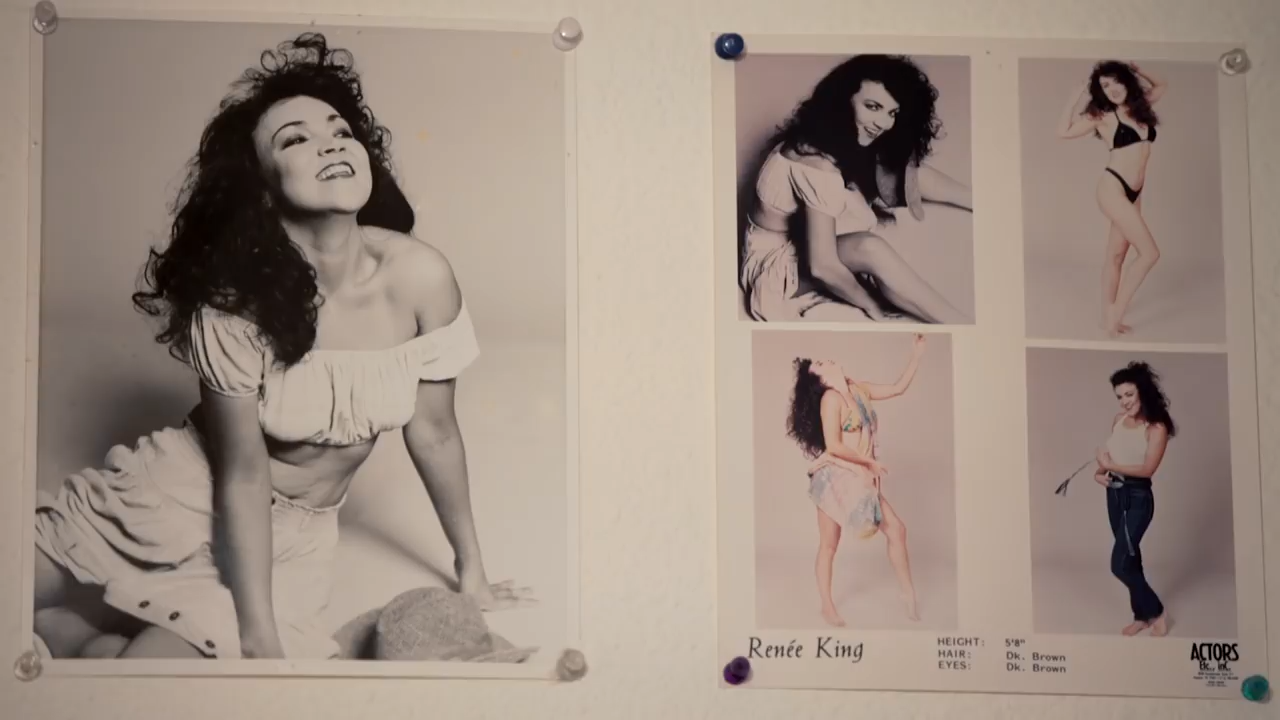 Renée King
HEIGHT: 5'8"
HAIR: Dk. Brown
EYES: Dk. Brown
ACTORS
Etc., inc.